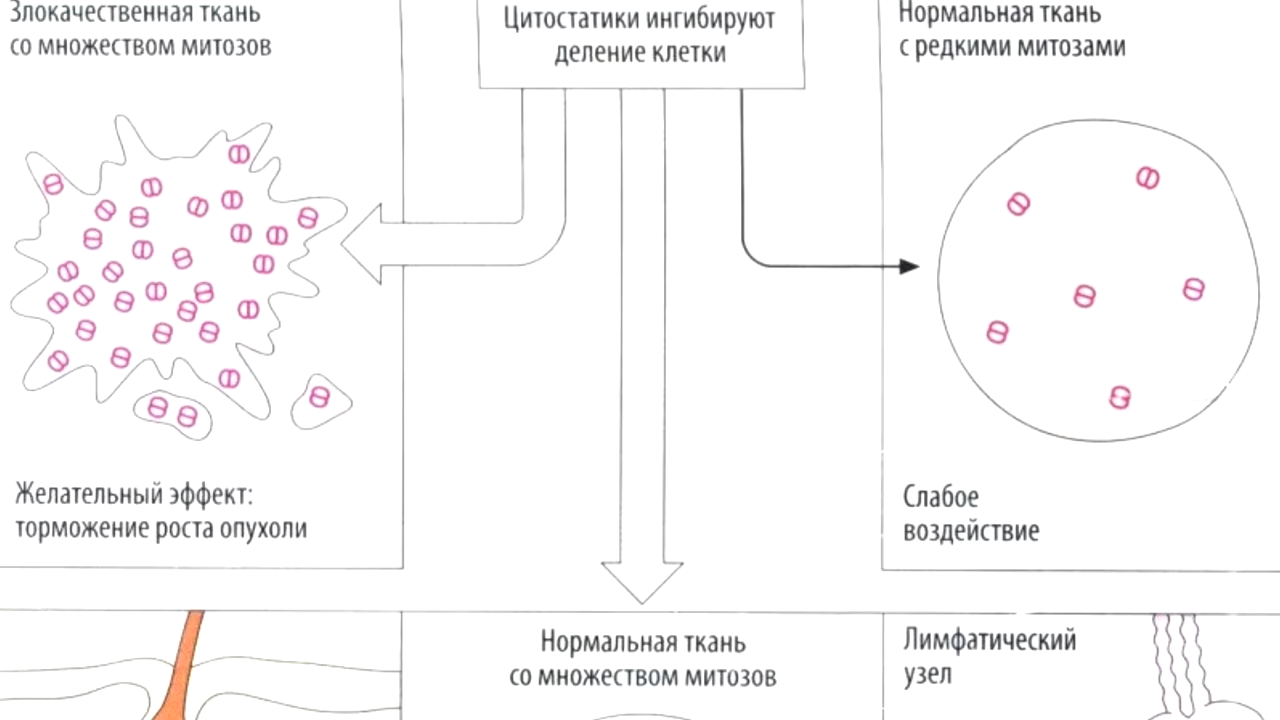 Злокачественная ткань
со множеством митозов
Цитостатики ингибируют
деление клетки
Нормальная ткань
с редкими митозами
Желательный эффект:
торможение роста опухоли
Слабое
воздействие
Нормальная ткань
со множеством митозов
Лимфатический
узел